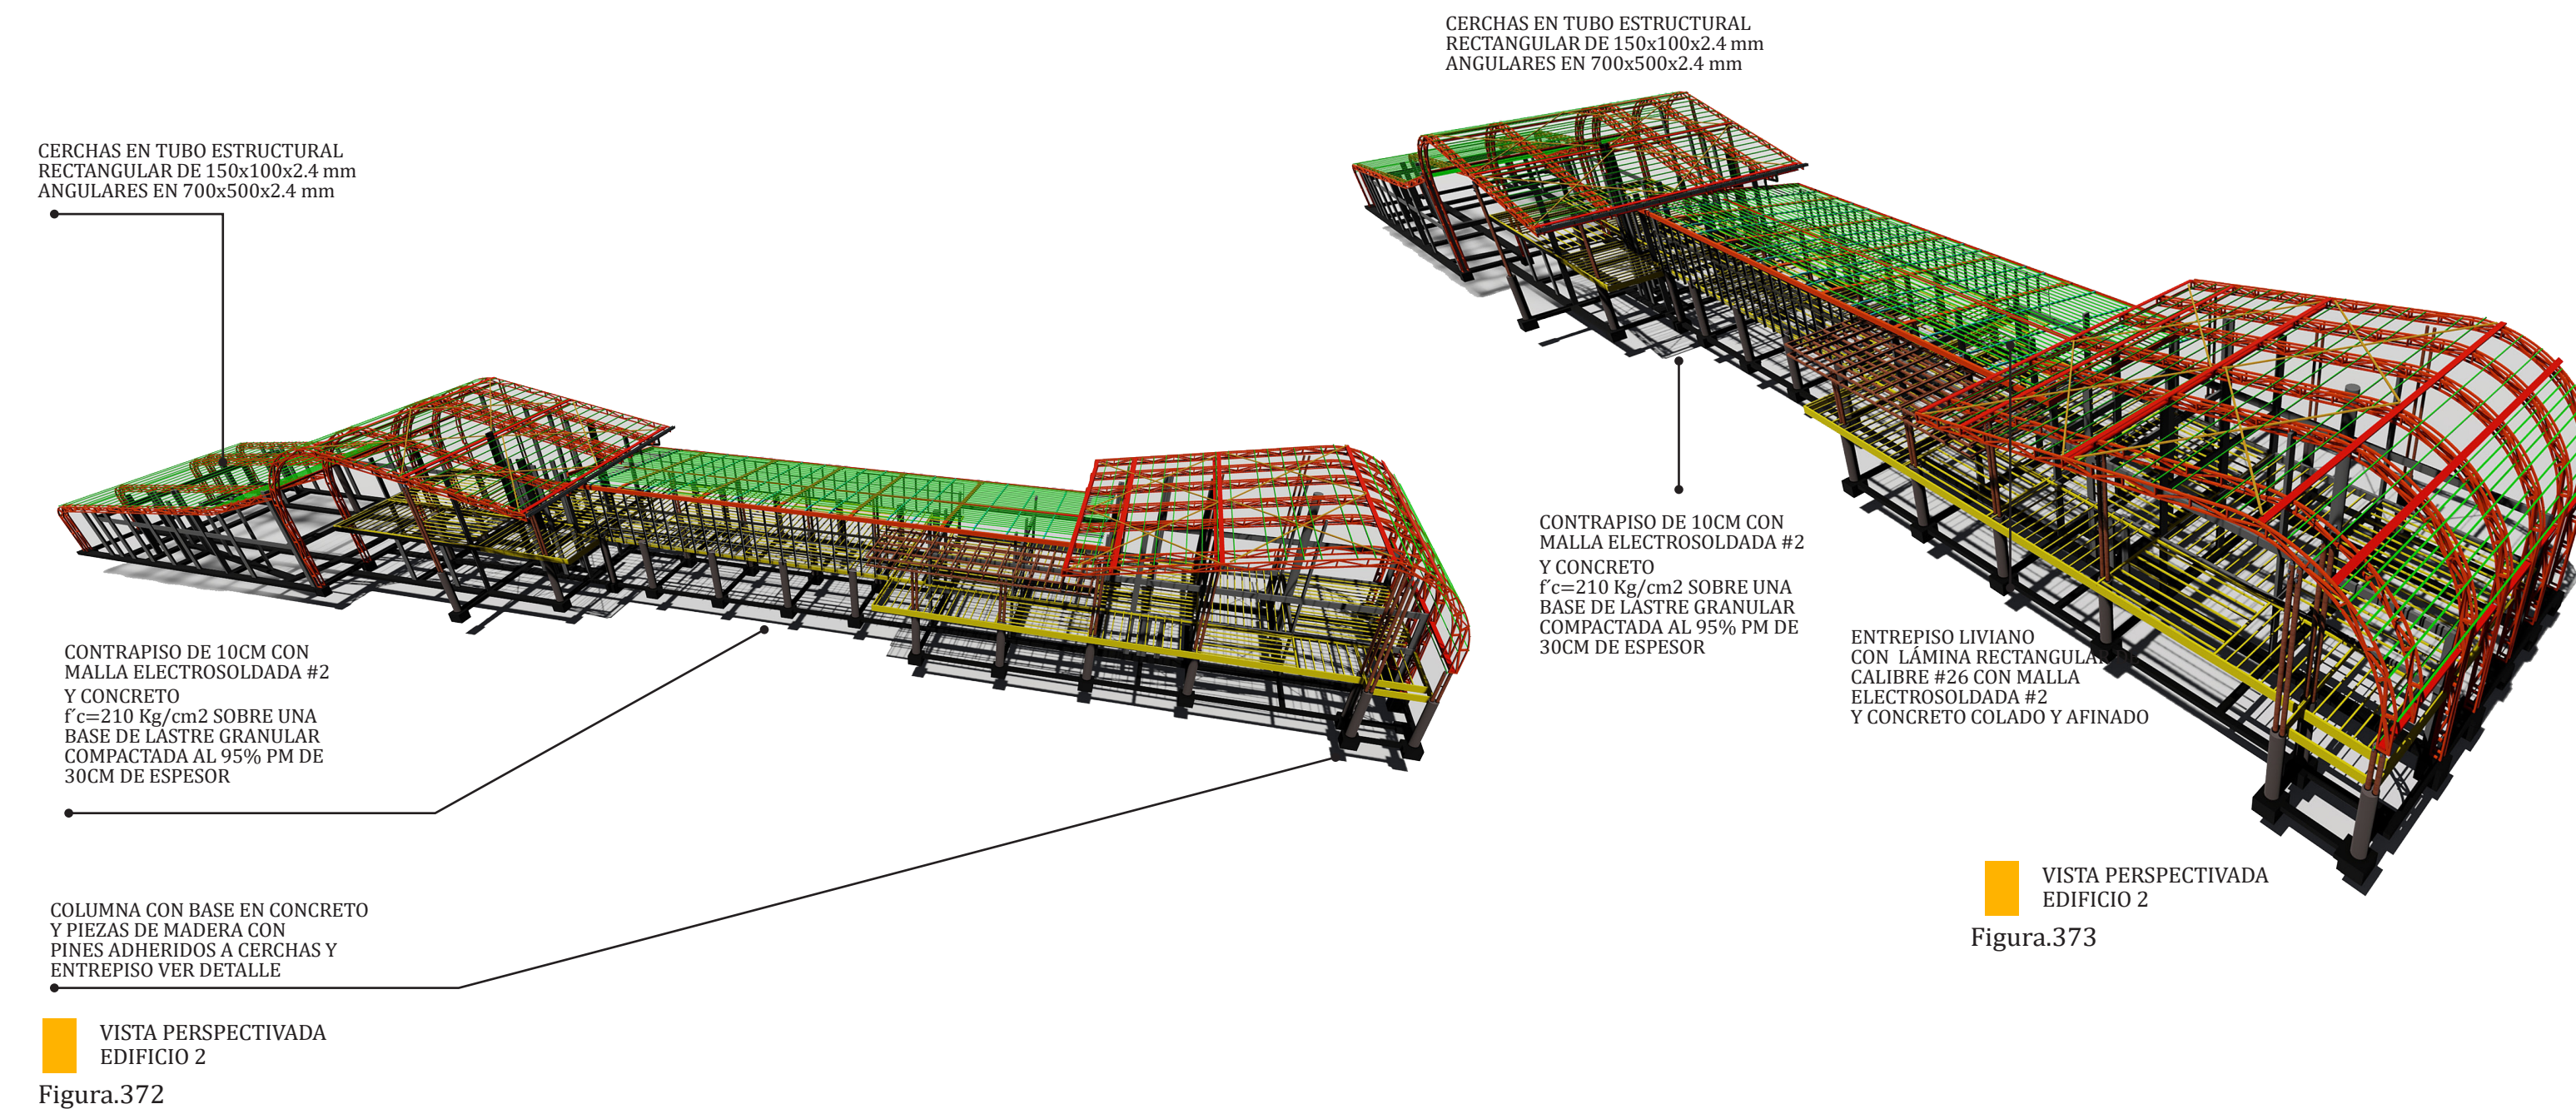 CERCHAS EN TUBO ESTRUCTURAL
RECTANGULAR DE 150x100x2.4 mm
ANGULARES EN 700x500x2.4 mm
CONTRAPISO DE 10CM CON
MALLA ELECTROSOLDADA #2
Y CONCRETO
f´c=210 Kg/cm2 SOBRE UNA
BASE DE LASTRE GRANULAR
COMPACTADA AL 95% PM DE
30CM DE ESPESOR
COLUMNA CON BASE EN CONCRETO
Y PIEZAS DE MADERA CON
PINES ADHERIDOS A CERCHAS Y
ENTREPISO VER DETALLE
VISTA PERSPECTIVADA
EDIFICIO 2
Figura.372
CERCHAS EN TUBO ESTRUCTURAL
RECTANGULAR DE 150x100x2.4 mm
ANGULARES EN 700x500x2.4 mm
CONTRAPISO DE 10CM CON
MALLA ELECTROSOLDADA #2
Y CONCRETO
f´c=210 Kg/cm2 SOBRE UNA
BASE DE LASTRE GRANULAR
COMPACTADA AL 95% PM DE
30CM DE ESPESOR
ENTREPISO LIVIANO
CON LÁMINA RECTANGULAR
CALIBRE #26 CON MALLA
ELECTROSOLDADA #2
Y CONCRETO COLADO Y AFINADO
VISTA PERSPECTIVADA
EDIFICIO 2
Figura.373